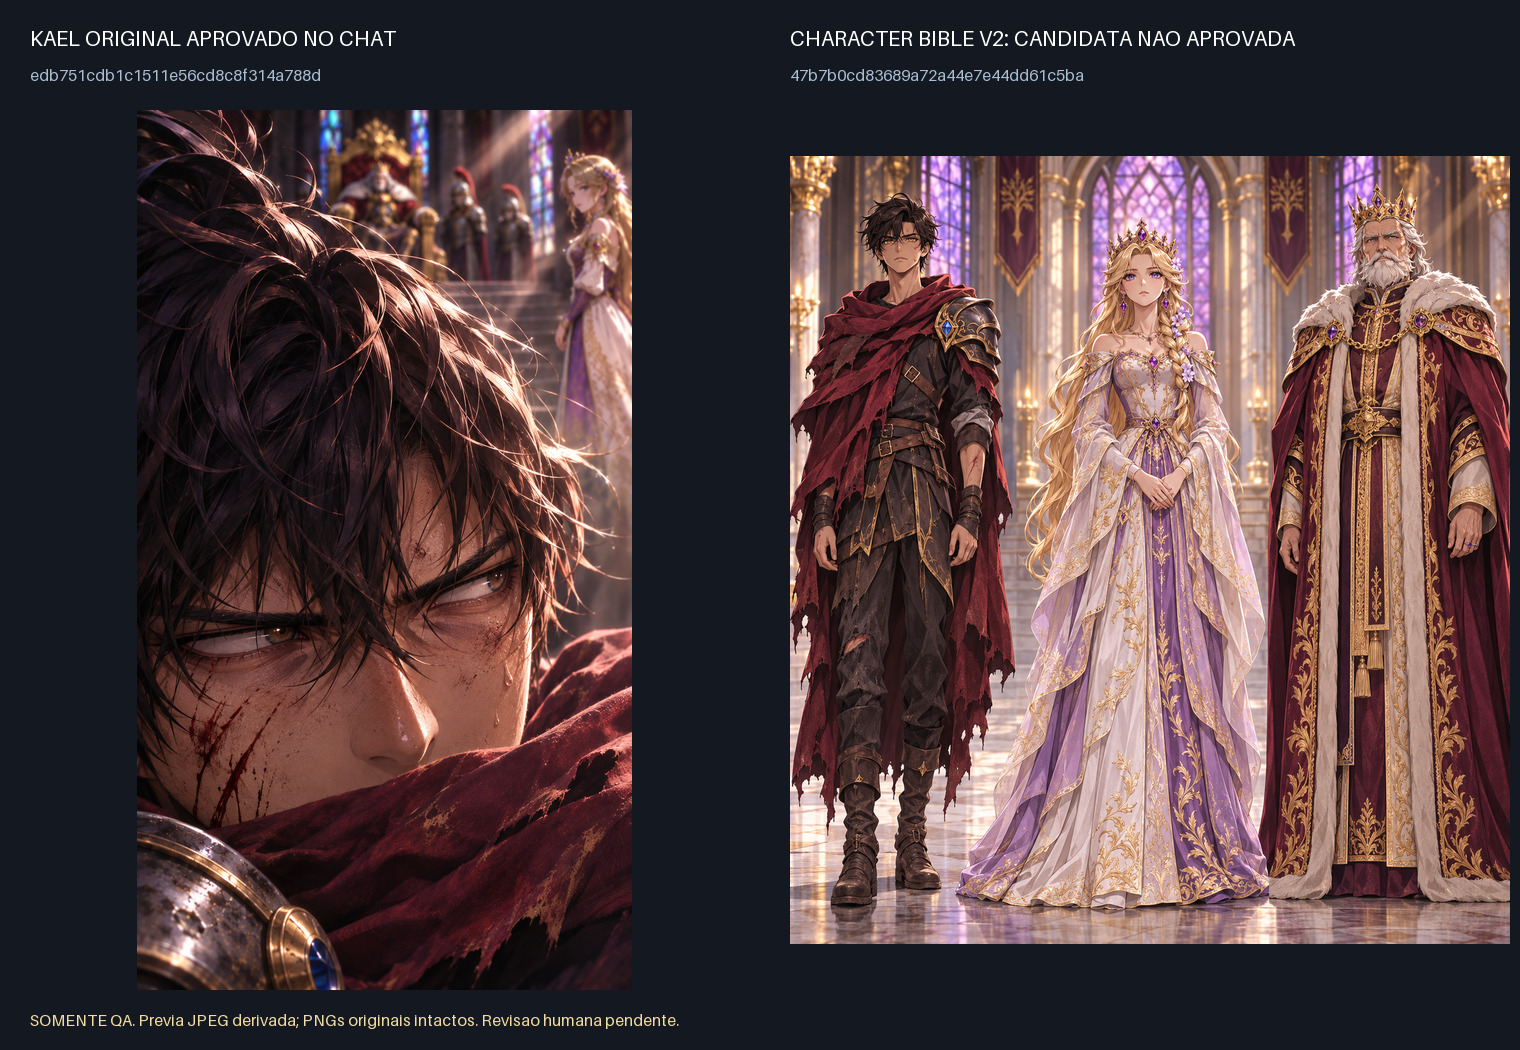 KAEL ORIGINAL APROVADO NO CHAT
edb751cdb1c1511e56cd8c8f314a788d
CHARACTER BIBLE V2: CANDIDATA NAO APROVADA
47b7b0cd83689a72a44e7e44dd61c5ba
SOMENTE QA. Previa JPEG derivada; PNGs originais intactos. Revisao humana pendente.